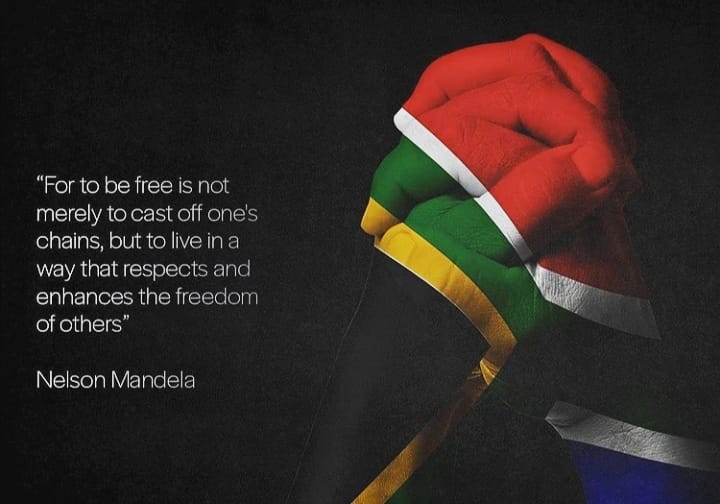 “For to be free is not
merely to cast off one's
chains, but to live in a
way that respects and
enhances the freedom
of others”
Nelson Mandela